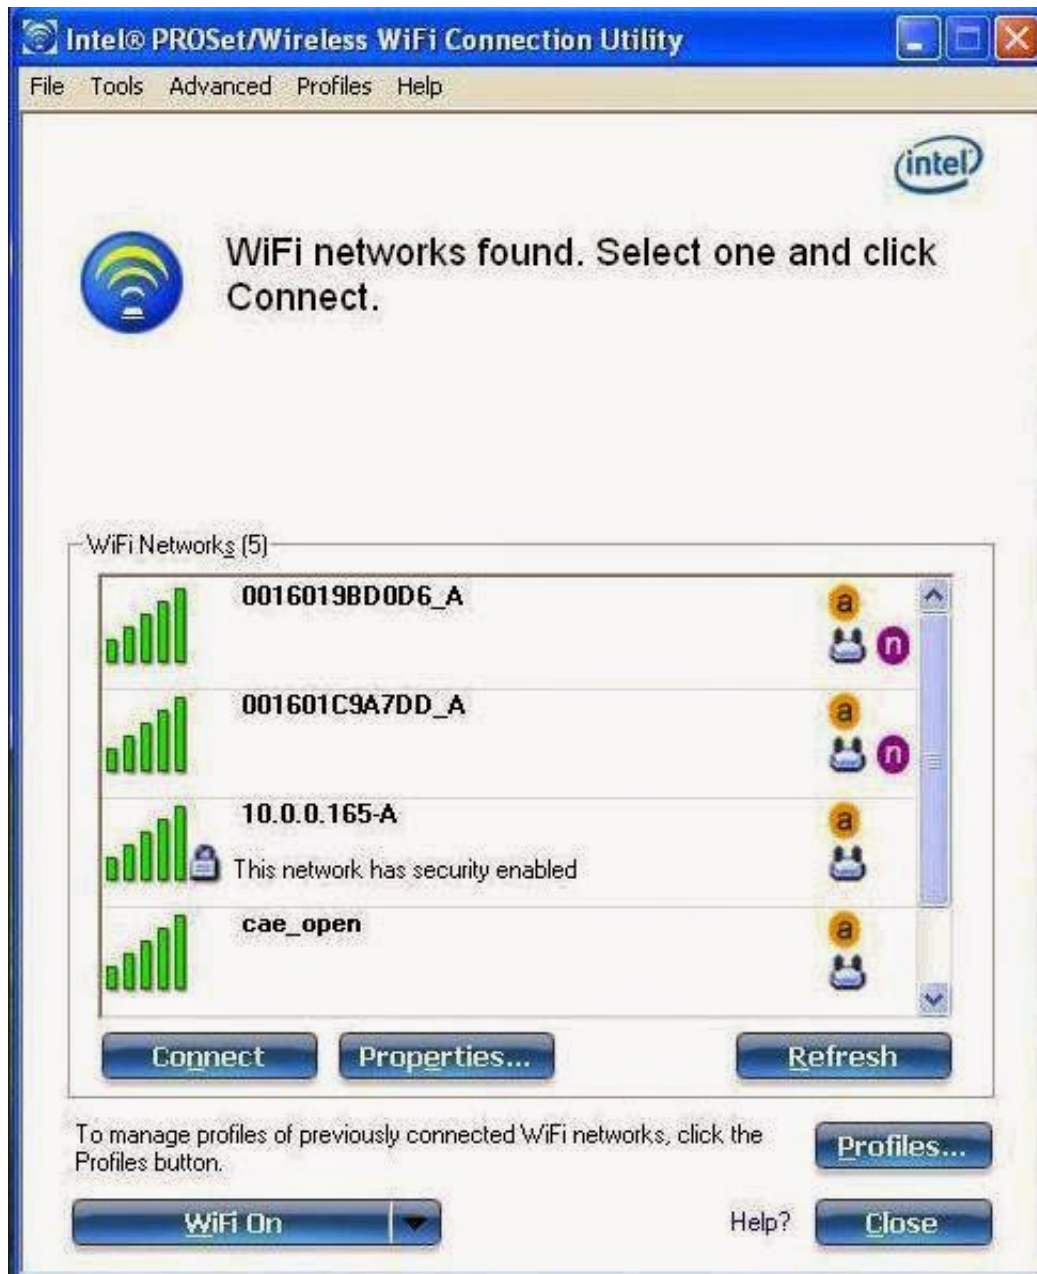 Intel® PROSet/Wireless WiFi Connection Utility
File Tools Advanced Profiles Help
intel
WiFi networks found. Select one and click
Connect.
WiFi Networks (5)
0016019BD0D6_A
a
n
001601C9A7DD_A
a
n
10.0.0.165-A
a
This network has security enabled
cae_open
a
Connect Properties... Refresh
To manage profiles of previously connected WiFi networks, click the
Profiles button.
Profiles...
WiFi On
Help?
Close